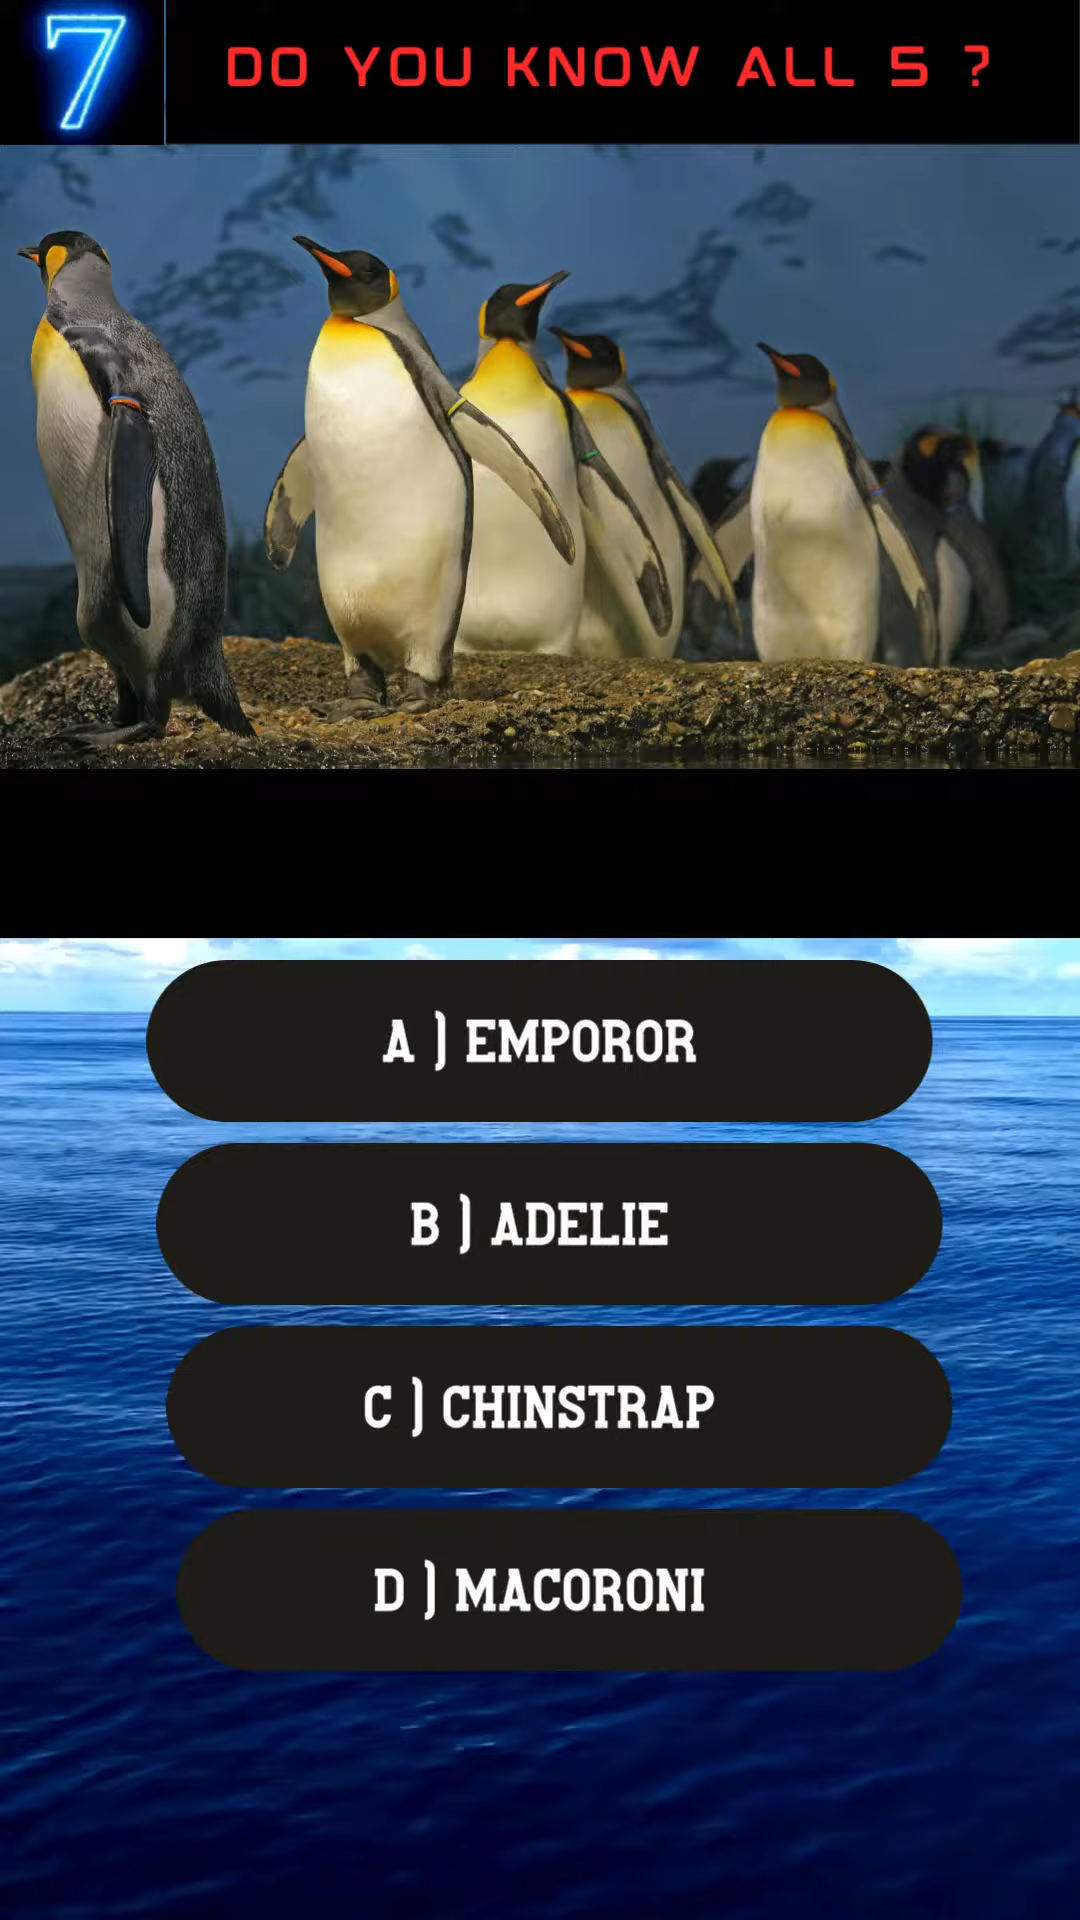 7
DO YOU KNOW ALL 5 ?
A ) EMPOROR
B ) ADELIE
C ) CHINSTRAP
D ) MACORONI